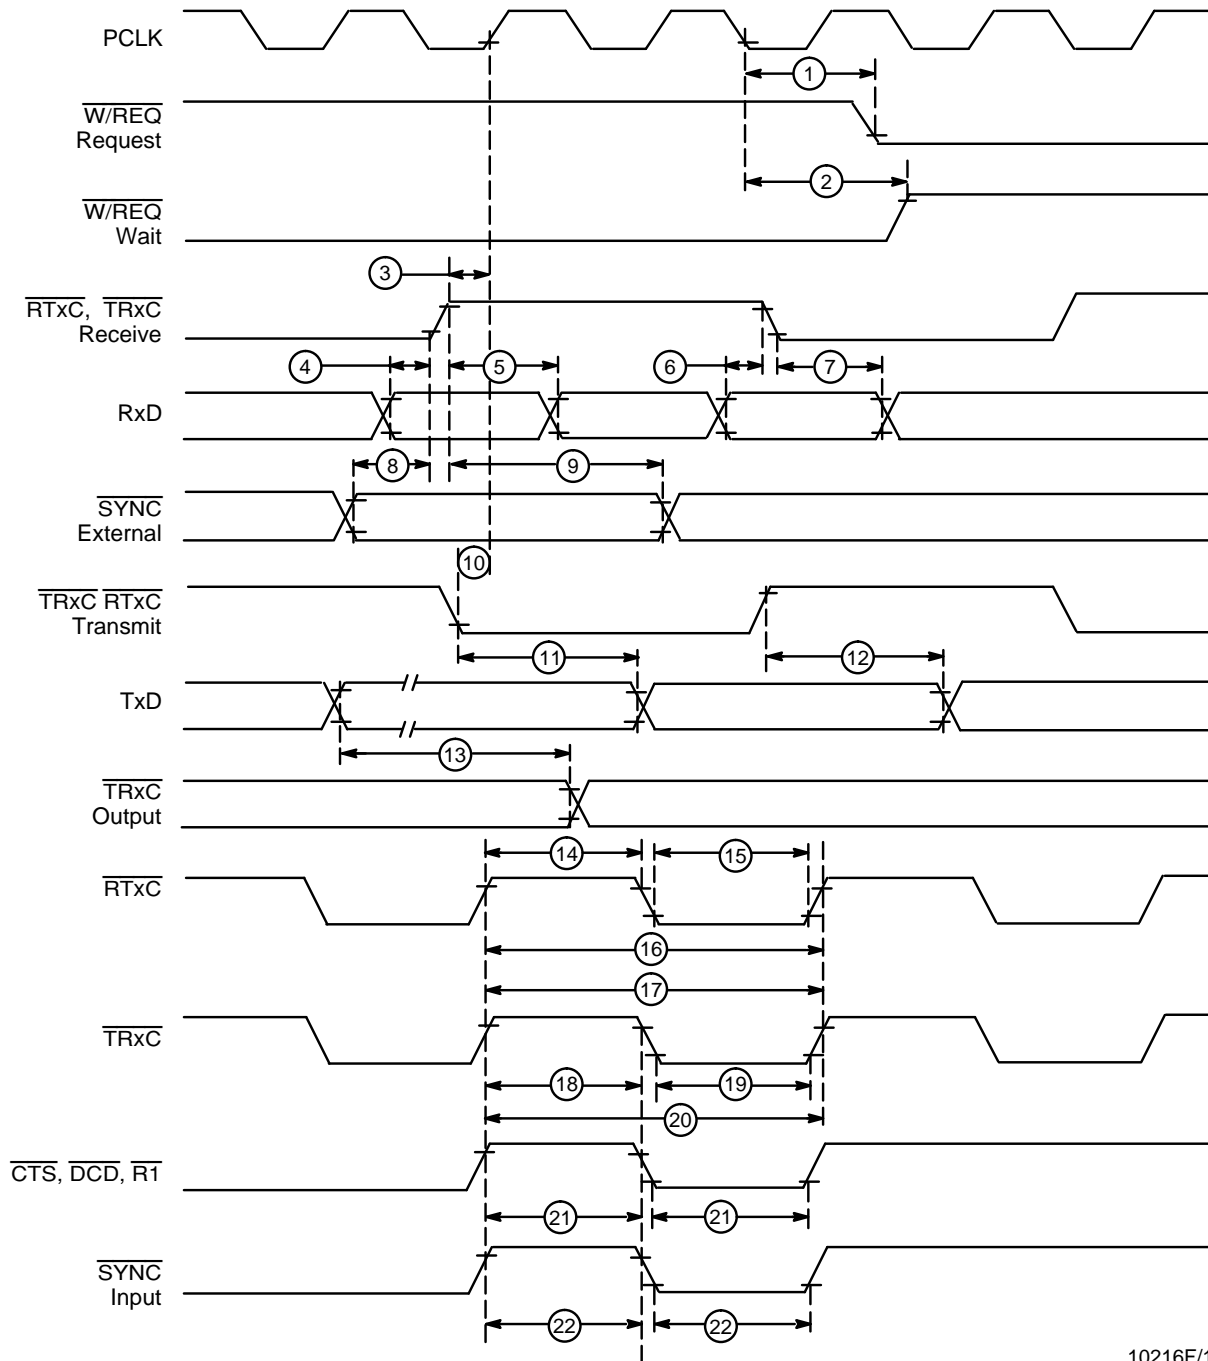 PCLK
1
W/REQ
Request
2
W/REQ
Wait
3
RTxC, TRxC
Receive
4
5
6
7
RxD
8
9
SYNC
External
10
TRxC RTxC
Transmit
11
12
TxD
13
TRxC
Output
14
15
RTxC
16
17
TRxC
18
19
20
CTS, DCD, R1
21
21
SYNC
Input
22
22
10216F/1